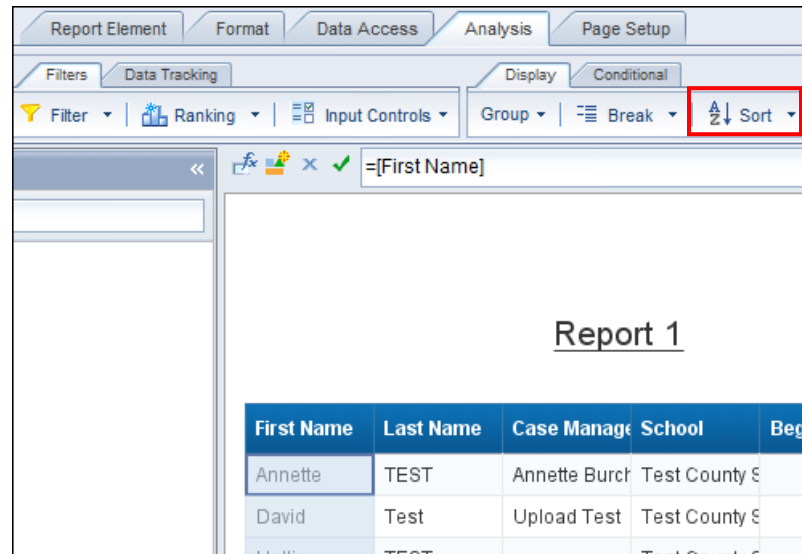 Report Element Format Data Access Analysis Page Setup
Filters Data Tracking Display Conditional
Filter Ranking Input Controls Group Break Sort
=[First Name]
Report 1
First Name Last Name Case Manage School Beg
Annette TEST Annette Burch Test County S
David Test Upload Test Test County S